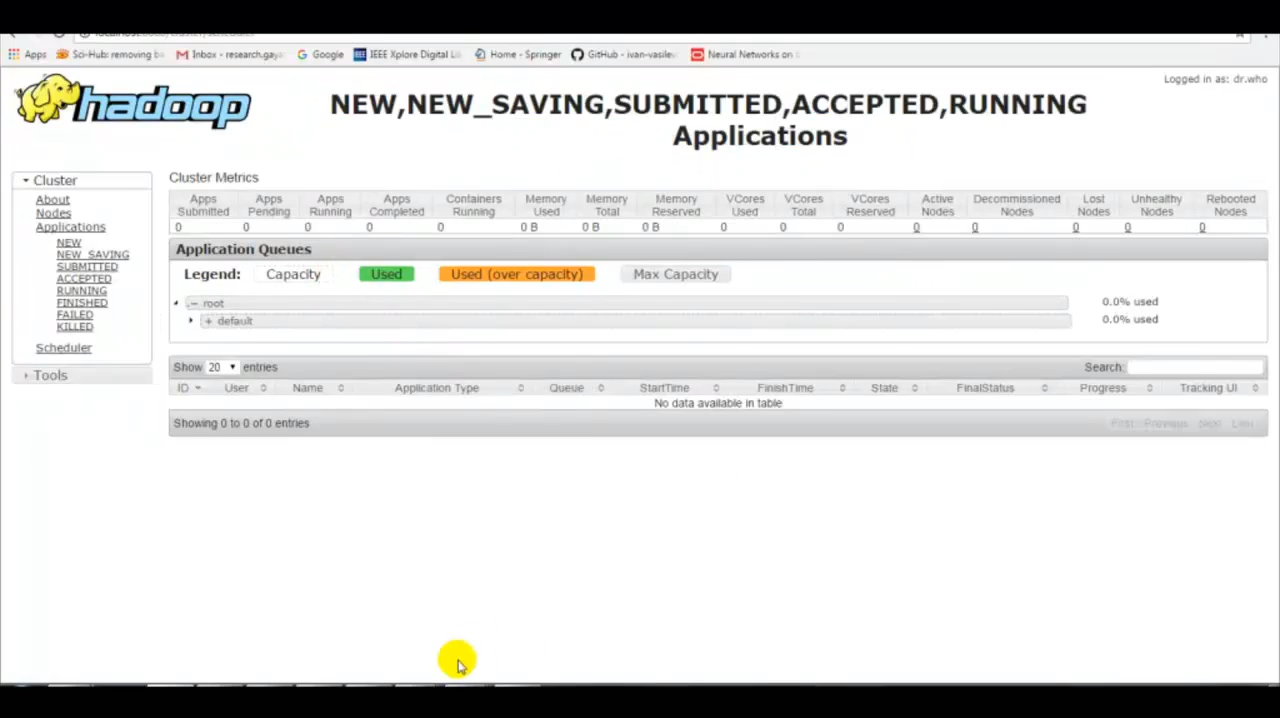 Apps Sci-Hub: removing ba Inbox - research.gaya Google IEEE Xplore Digital Li Home - Springer GitHub - ivan-vasilev Neural Networks on
Logged in as: dr.who
hadoop
NEW,NEW_SAVING,SUBMITTED,ACCEPTED,RUNNING
Applications
Cluster
About
Nodes
Applications
NEW
NEW_SAVING
SUBMITTED
ACCEPTED
RUNNING
FINISHED
FAILED
KILLED
Scheduler
Tools
Cluster Metrics
Apps Submitted Apps Pending Apps Running Apps Completed Containers Running Memory Used Memory Total Memory Reserved VCores Used VCores Total VCores Reserved Active Nodes Decommissioned Nodes Lost Nodes Unhealthy Nodes Rebooted Nodes
0 0 0 0 0 0 B 0 B 0 B 0 0 0 0 0 0 0 0
Application Queues
Legend: Capacity Used Used (over capacity) Max Capacity
root 0.0% used
+ default 0.0% used
Show 20 entries Search:
ID User Name Application Type Queue StartTime FinishTime State FinalStatus Progress Tracking UI
No data available in table
Showing 0 to 0 of 0 entries First Previous Next Last